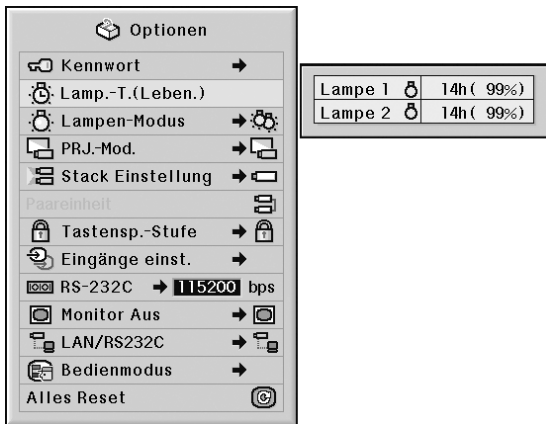 Optionen
Kennwort
Lamp.-T.(Leben.)
Lampen-Modus
PRJ.-Mod.
Stack Einstellung
Paareinheit
Tastensp.-Stufe
Eingänge einst.
RS-232C 115200 bps
Monitor Aus
LAN/RS232C
Bedienmodus
Alles Reset
Lampe 1 14h( 99%)
Lampe 2 14h( 99%)